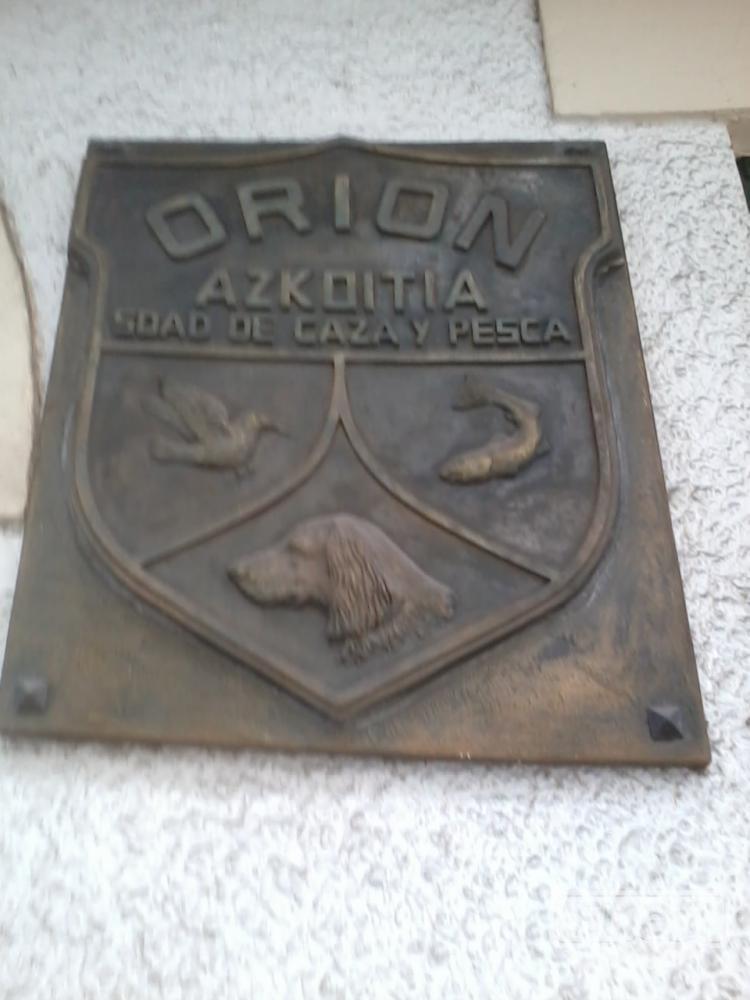 ORION
AZKOITIA
SDAD DE CAZA Y PESCA